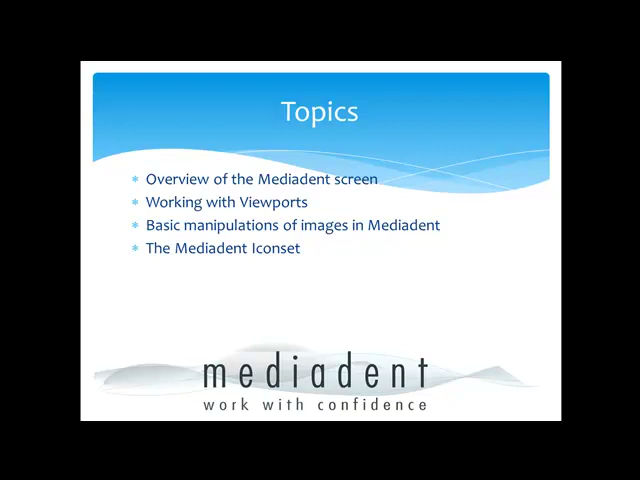 Topics
Overview of the Mediadent screen
Working with Viewports
Basic manipulations of images in Mediadent
The Mediadent Iconset
mediadent
work with confidence